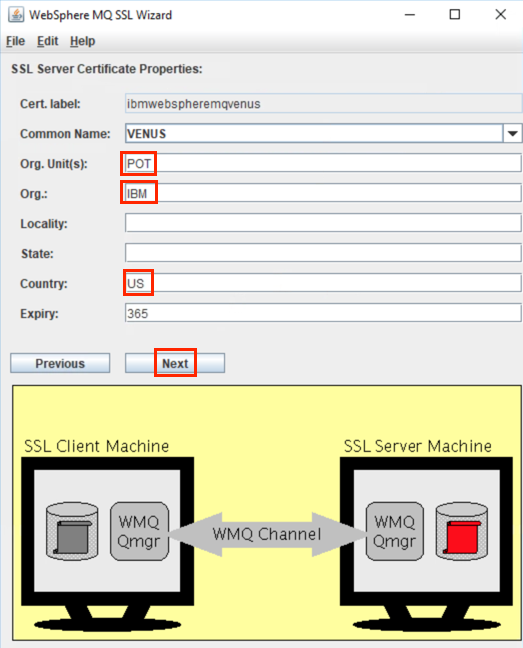 WebSphere MQ SSL Wizard
File Edit Help
SSL Server Certificate Properties:
Cert. label: ibmwebspheremqvenus
Common Name: VENUS
Org. Unit(s): POT
Org.: IBM
Locality:
State:
Country: US
Expiry: 365
Previous Next
SSL Client Machine SSL Server Machine
WMQ Qmgr WMQ Channel WMQ Qmgr